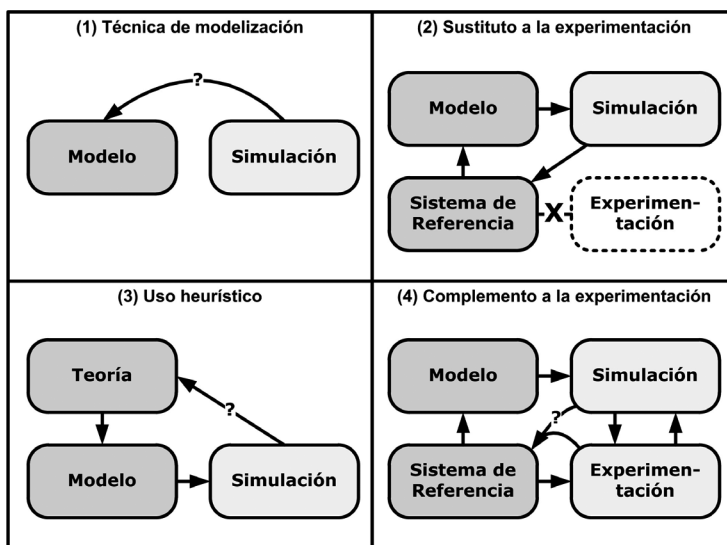 (1) Técnica de modelización
?
Modelo
Simulación
(2) Sustituto a la experimentación
Modelo
Simulación
Sistema de
Referencia
X
Experimen-
tación
(3) Uso heurístico
Teoría
?
Modelo
Simulación
(4) Complemento a la experimentación
Modelo
Simulación
?
Sistema de
Referencia
Experimen-
tación